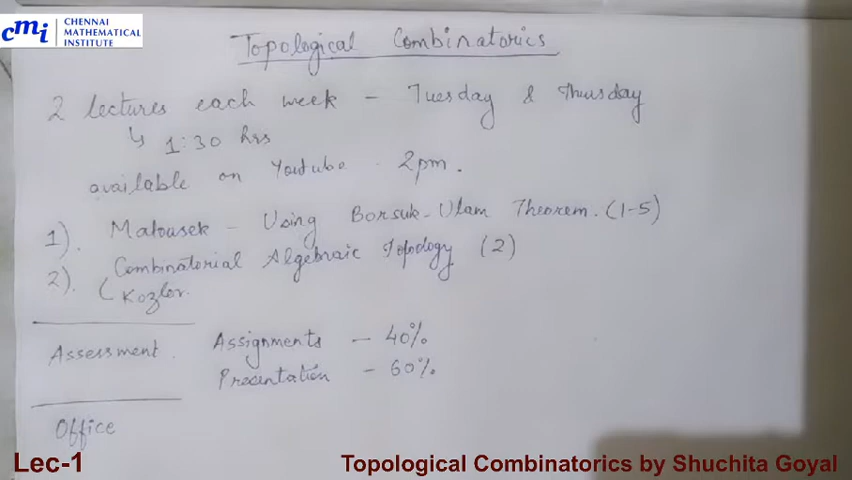 cmi CHENNAI
MATHEMATICAL
INSTITUTE
Topological Combinatorics
2 lectures each week - Tuesday & Thursday
↳ 1:30 hrs
available on Youtube - 2pm.
1). Matousek - Using Borsuk-Ulam Theorem. (1-5)
2). Combinatorial Algebraic Topology (2)
(Kozlov.
Assessment. Assignments - 40%
Presentation - 60%
Office
Lec-1 Topological Combinatorics by Shuchita Goyal